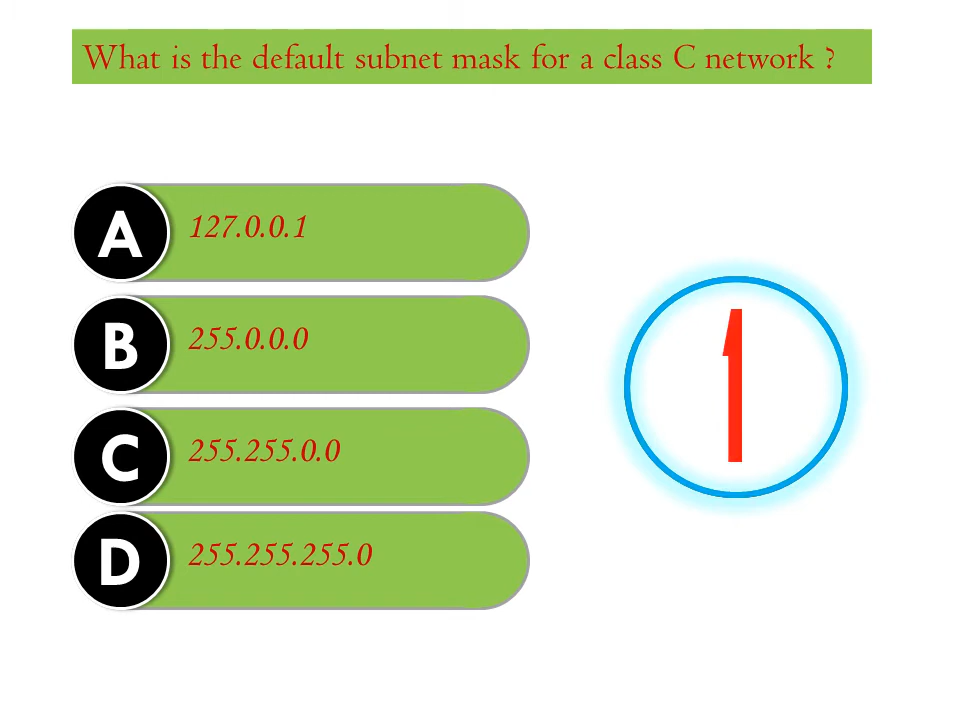 What is the default subnet mask for a class C network ?
A 127.0.0.1
B 255.0.0.0
C 255.255.0.0
D 255.255.255.0
1